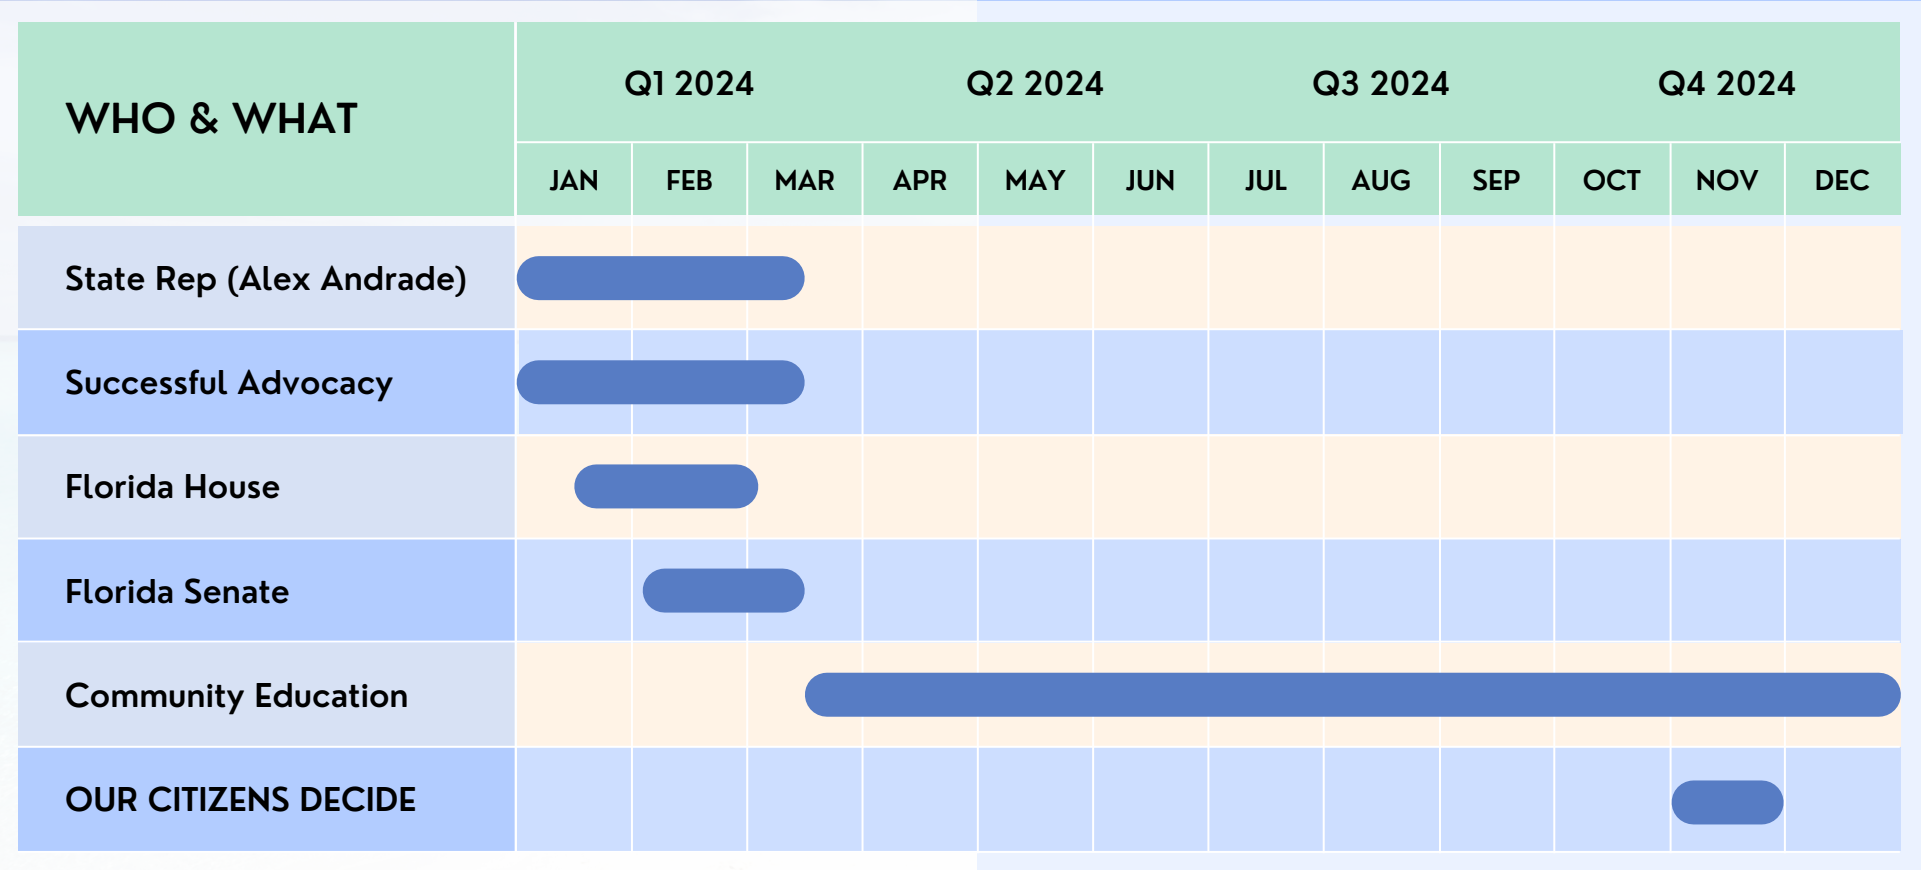 WHO & WHAT
Q1 2024 Q2 2024 Q3 2024 Q4 2024
JAN FEB MAR APR MAY JUN JUL AUG SEP OCT NOV DEC
State Rep (Alex Andrade)
Successful Advocacy
Florida House
Florida Senate
Community Education
OUR CITIZENS DECIDE